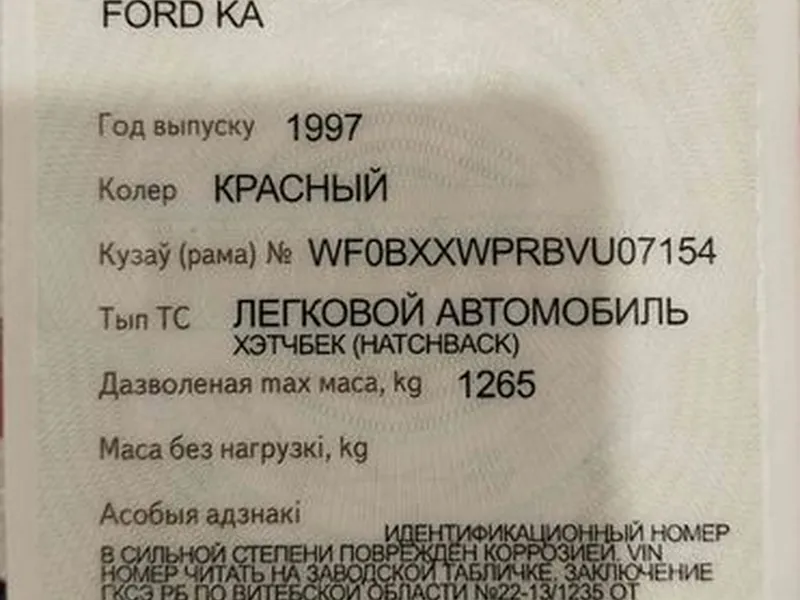 FORD KA
Год выпуску 1997
Колер КРАСНЫЙ
Кузаў (рама) № WF0BXXWPRBVU07154
Тып ТС ЛЕГКОВОЙ АВТОМОБИЛЬ
ХЭТЧБЕК (HATCHBACK)
Дазволеная max маса, kg 1265
Маса без нагрузкі, kg
Асобыя адзнакі
ИДЕНТИФИКАЦИОННЫЙ НОМЕР
В СИЛЬНОЙ СТЕПЕНИ ПОВРЕЖДЕН КОРРОЗИЕЙ. VIN
НОМЕР ЧИТАТЬ НА ЗАВОДСКОЙ ТАБЛИЧКЕ. ЗАКЛЮЧЕНИЕ
ГКСЭ РБ ПО ВИТЕБСКОЙ ОБЛАСТИ №22-13/1235 ОТ